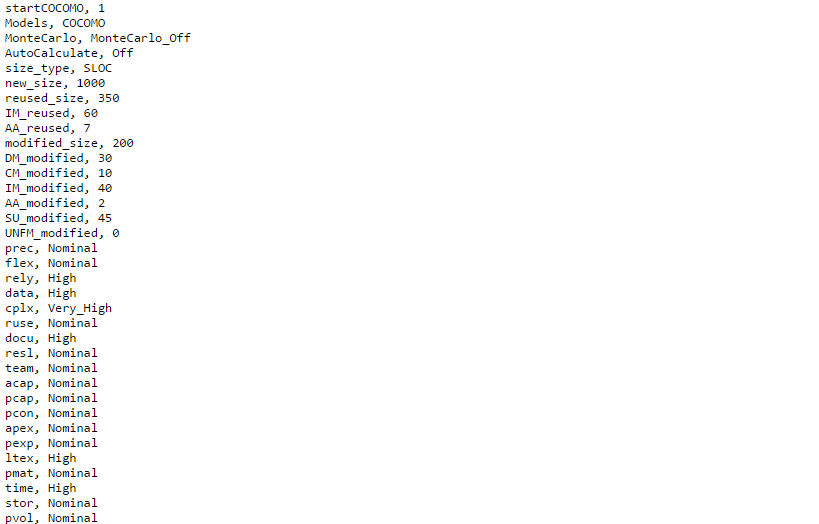 startCOCOMO, 1
Models, COCOMO
MonteCarlo, MonteCarlo_Off
AutoCalculate, Off
size_type, SLOC
new_size, 1000
reused_size, 350
IM_reused, 60
AA_reused, 7
modified_size, 200
DM_modified, 30
CM_modified, 10
IM_modified, 40
AA_modified, 2
SU_modified, 45
UNFM_modified, 0
prec, Nominal
flex, Nominal
rely, High
data, High
cplx, Very_High
ruse, Nominal
docu, High
resl, Nominal
team, Nominal
acap, Nominal
pcap, Nominal
pcon, Nominal
apex, Nominal
pexp, Nominal
ltex, High
pmat, Nominal
time, High
stor, Nominal
pvol, Nominal